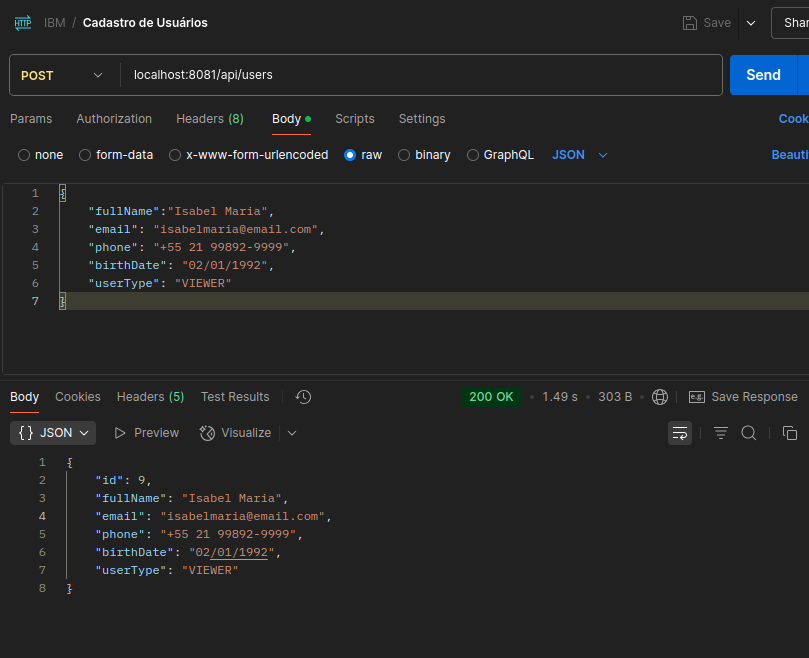 HTTP IBM / Cadastro de Usuários Save Shar
POST localhost:8081/api/users Send
Params Authorization Headers (8) Body Scripts Settings Cook
none form-data x-www-form-urlencoded raw binary GraphQL JSON Beauti
1 {
2 "fullName":"Isabel Maria",
3 "email": "isabelmaria@email.com",
4 "phone": "+55 21 99892-9999",
5 "birthDate": "02/01/1992",
6 "userType": "VIEWER"
7 }
Body Cookies Headers (5) Test Results 200 OK • 1.49 s • 303 B • e.g. Save Response
{} JSON Preview Visualize
1 {
2 "id": 9,
3 "fullName": "Isabel Maria",
4 "email": "isabelmaria@email.com",
5 "phone": "+55 21 99892-9999",
6 "birthDate": "02/01/1992",
7 "userType": "VIEWER"
8 }